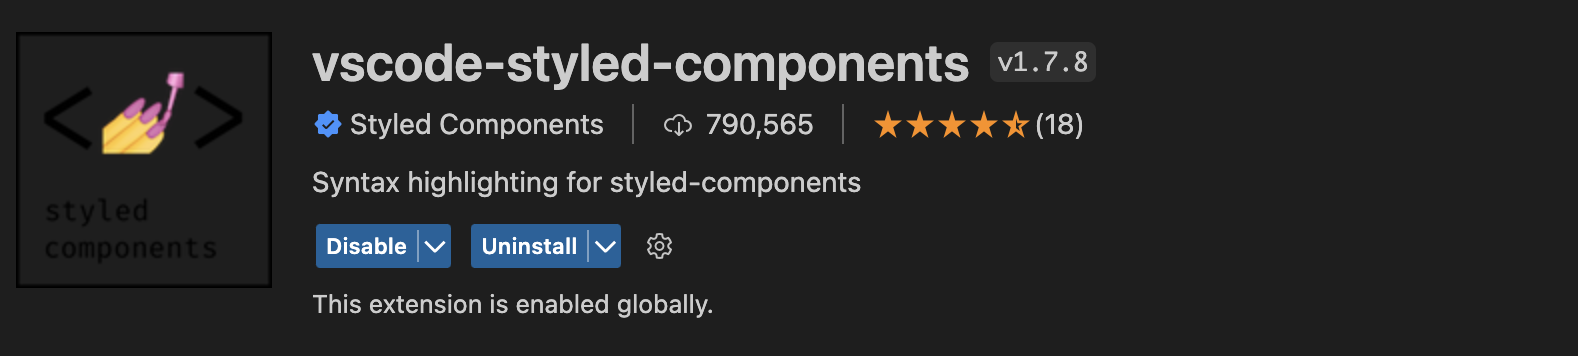 vscode-styled-components v1.7.8
Styled Components 790,565 (18)
Syntax highlighting for styled-components
styled
components
Disable Uninstall
This extension is enabled globally.